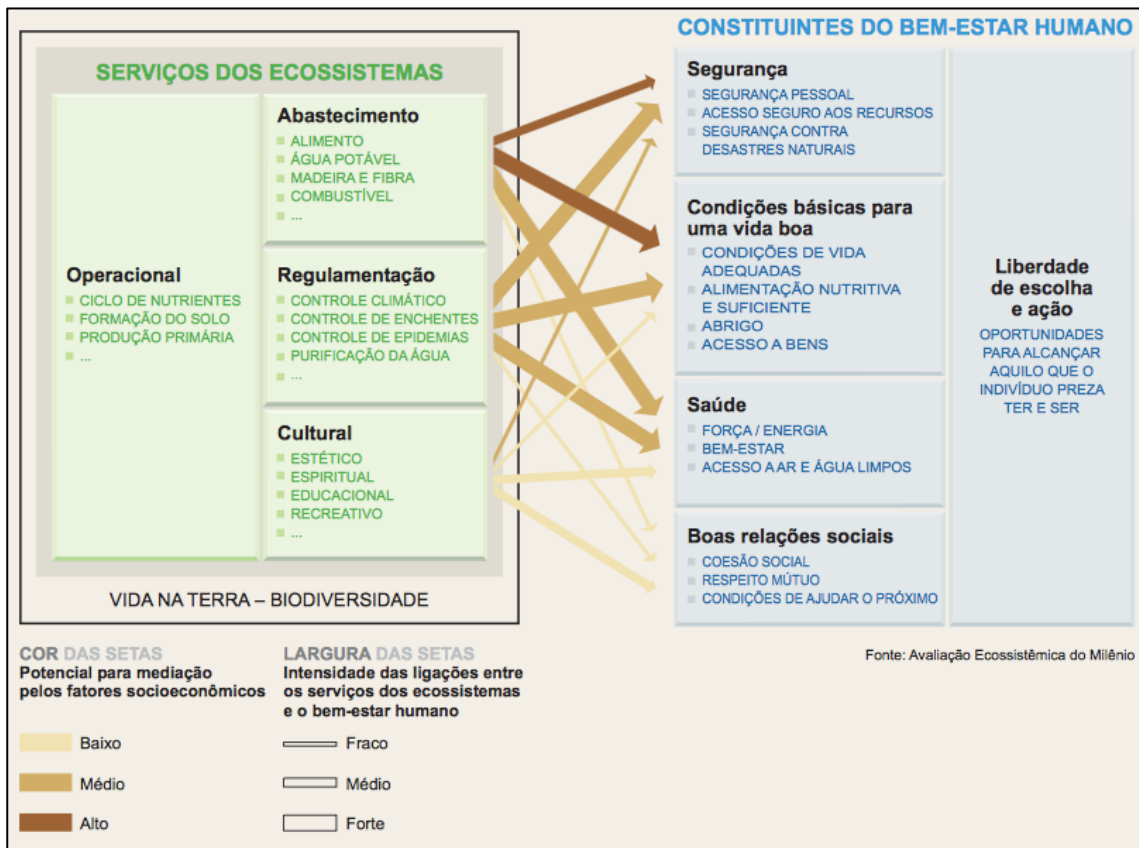 SERVIÇOS DOS ECOSSISTEMAS
Operacional
CICLO DE NUTRIENTES
FORMAÇÃO DO SOLO
PRODUÇÃO PRIMÁRIA
...
Abastecimento
ALIMENTO
ÁGUA POTÁVEL
MADEIRA E FIBRA
COMBUSTÍVEL
...
Regulamentação
CONTROLE CLIMÁTICO
CONTROLE DE ENCHENTES
CONTROLE DE EPIDEMIAS
PURIFICAÇÃO DA ÁGUA
...
Cultural
ESTÉTICO
ESPIRITUAL
EDUCACIONAL
RECREATIVO
...
VIDA NA TERRA – BIODIVERSIDADE
CONSTITUINTES DO BEM-ESTAR HUMANO
Segurança
SEGURANÇA PESSOAL
ACESSO SEGURO AOS RECURSOS
SEGURANÇA CONTRA
DESASTRES NATURAIS
Condições básicas para
uma vida boa
CONDIÇÕES DE VIDA
ADEQUADAS
ALIMENTAÇÃO NUTRITIVA
E SUFICIENTE
ABRIGO
ACESSO A BENS
Saúde
FORÇA / ENERGIA
BEM-ESTAR
ACESSO A AR E ÁGUA LIMPOS
Boas relações sociais
COESÃO SOCIAL
RESPEITO MÚTUO
CONDIÇÕES DE AJUDAR O PRÓXIMO
Liberdade
de escolha
e ação
OPORTUNIDADES
PARA ALCANÇAR
AQUILO QUE O
INDIVÍDUO PREZA
TER E SER
COR DAS SETAS
Potencial para mediação
pelos fatores socioeconômicos
Baixo
Médio
Alto
LARGURA DAS SETAS
Intensidade das ligações entre
os serviços dos ecossistemas
e o bem-estar humano
Fraco
Médio
Forte
Fonte: Avaliação Ecossistêmica do Milênio